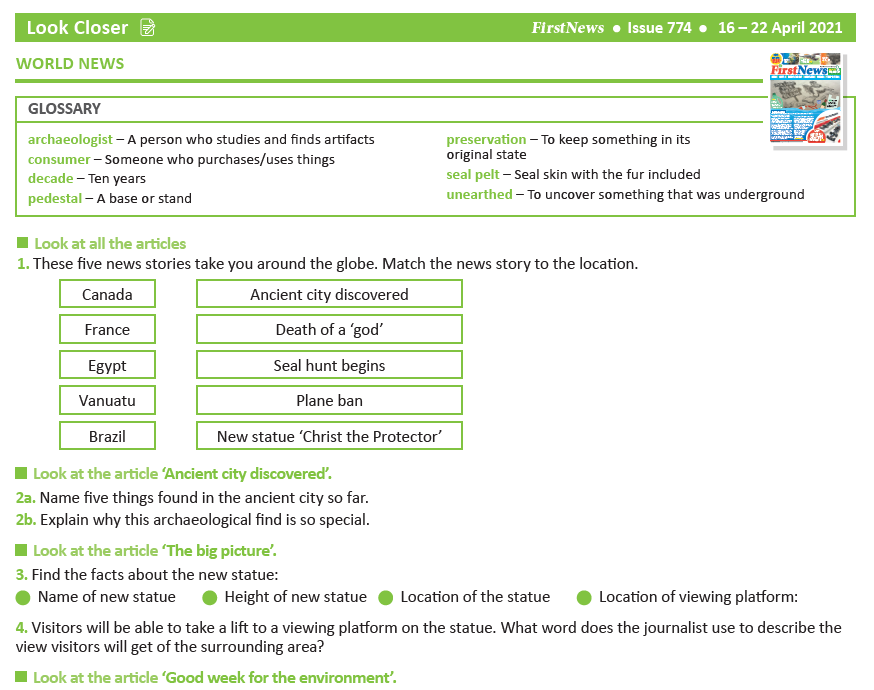 Look Closer
FirstNews ● Issue 774 ● 16 – 22 April 2021
WORLD NEWS
FirstNews
GLOSSARY
archaeologist – A person who studies and finds artifacts
consumer – Someone who purchases/uses things
decade – Ten years
pedestal – A base or stand
preservation – To keep something in its
original state
seal pelt – Seal skin with the fur included
unearthed – To uncover something that was underground
Look at all the articles
1. These five news stories take you around the globe. Match the news story to the location.
Canada
Ancient city discovered
France
Death of a ‘god’
Egypt
Seal hunt begins
Vanuatu
Plane ban
Brazil
New statue ‘Christ the Protector’
Look at the article ‘Ancient city discovered’.
2a. Name five things found in the ancient city so far.
2b. Explain why this archaeological find is so special.
Look at the article ‘The big picture’.
3. Find the facts about the new statue:
● Name of new statue ● Height of new statue ● Location of the statue ● Location of viewing platform:
4. Visitors will be able to take a lift to a viewing platform on the statue. What word does the journalist use to describe the
view visitors will get of the surrounding area?
Look at the article ‘Good week for the environment’.